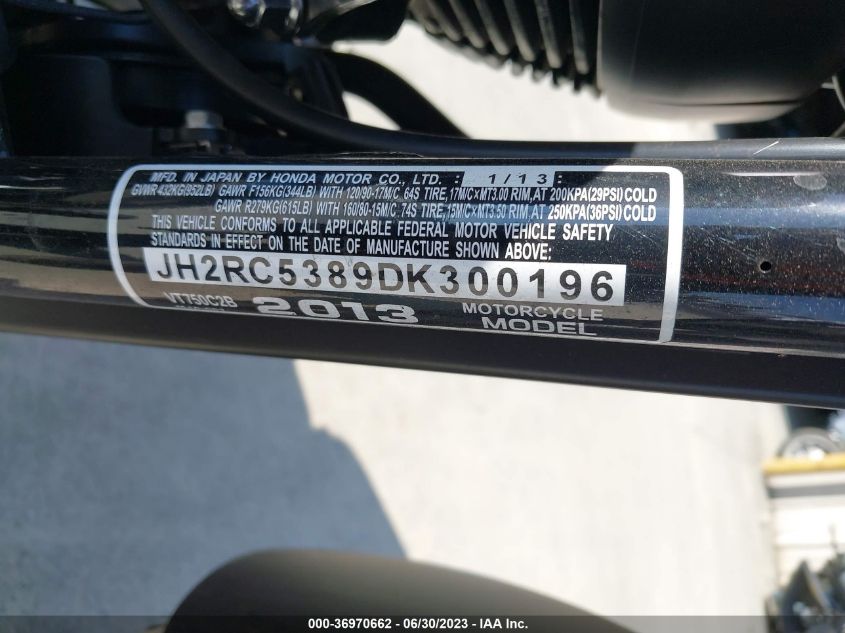 MFD. IN JAPAN BY HONDA MOTOR CO., LTD. : 1/13:
GVWR 432KG(952LB) GAWR F156KG(344LB) WITH 120/90-17M/C 64S TIRE,17M/C×MT3.00 RIM,AT 200KPA(29PSI)COLD
GAWR R279KG(615LB) WITH 160/80-15M/C 74S TIRE,15M/C×MT3.50 RIM,AT 250KPA(36PSI)COLD
THIS VEHICLE CONFORMS TO ALL APPLICABLE FEDERAL MOTOR VEHICLE SAFETY
STANDARDS IN EFFECT ON THE DATE OF MANUFACTURE SHOWN ABOVE:
JH2RC5389DK300196
VT750C2B 2013 MOTORCYCLE
MODEL
000-36970662 - 06/30/2023 - IAA Inc.